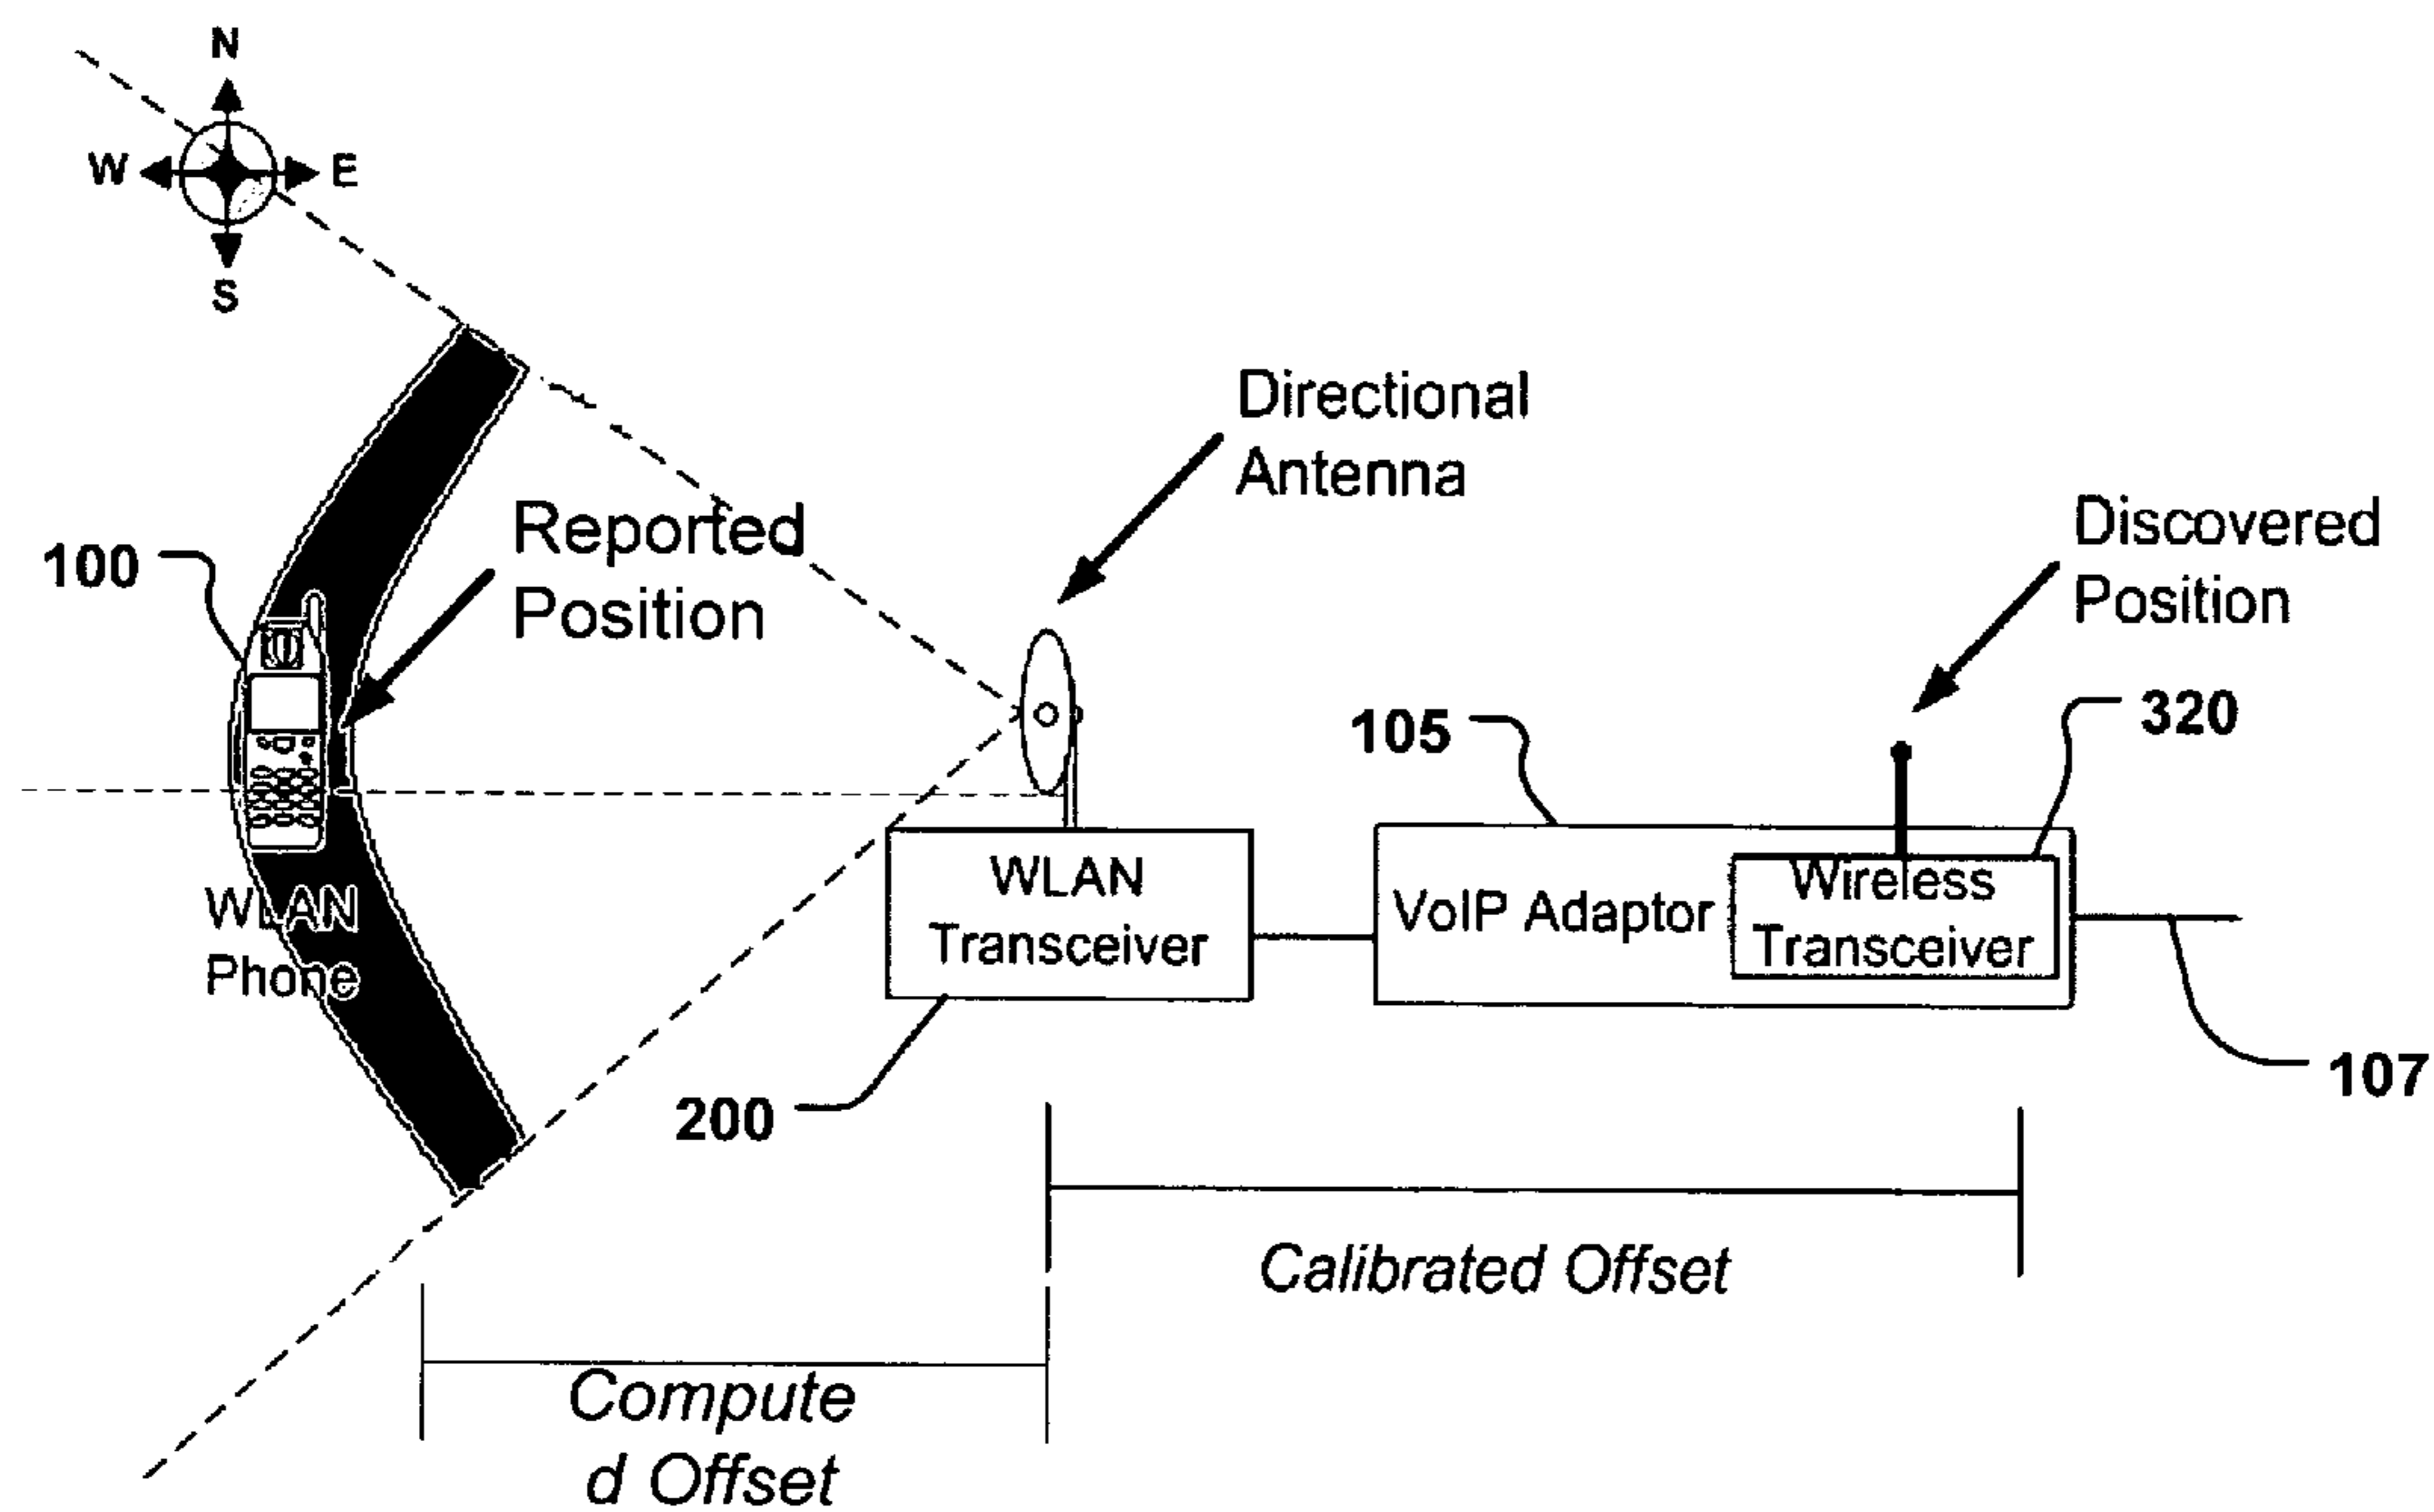 N
W
E
S
Directional
Antenna
Reported
Position
Discovered
Position
100
105
320
WLAN
Phone
WLAN
Transceiver
VoIP Adaptor
Wireless
Transceiver
200
107
Calibrated Offset
Compute
d Offset